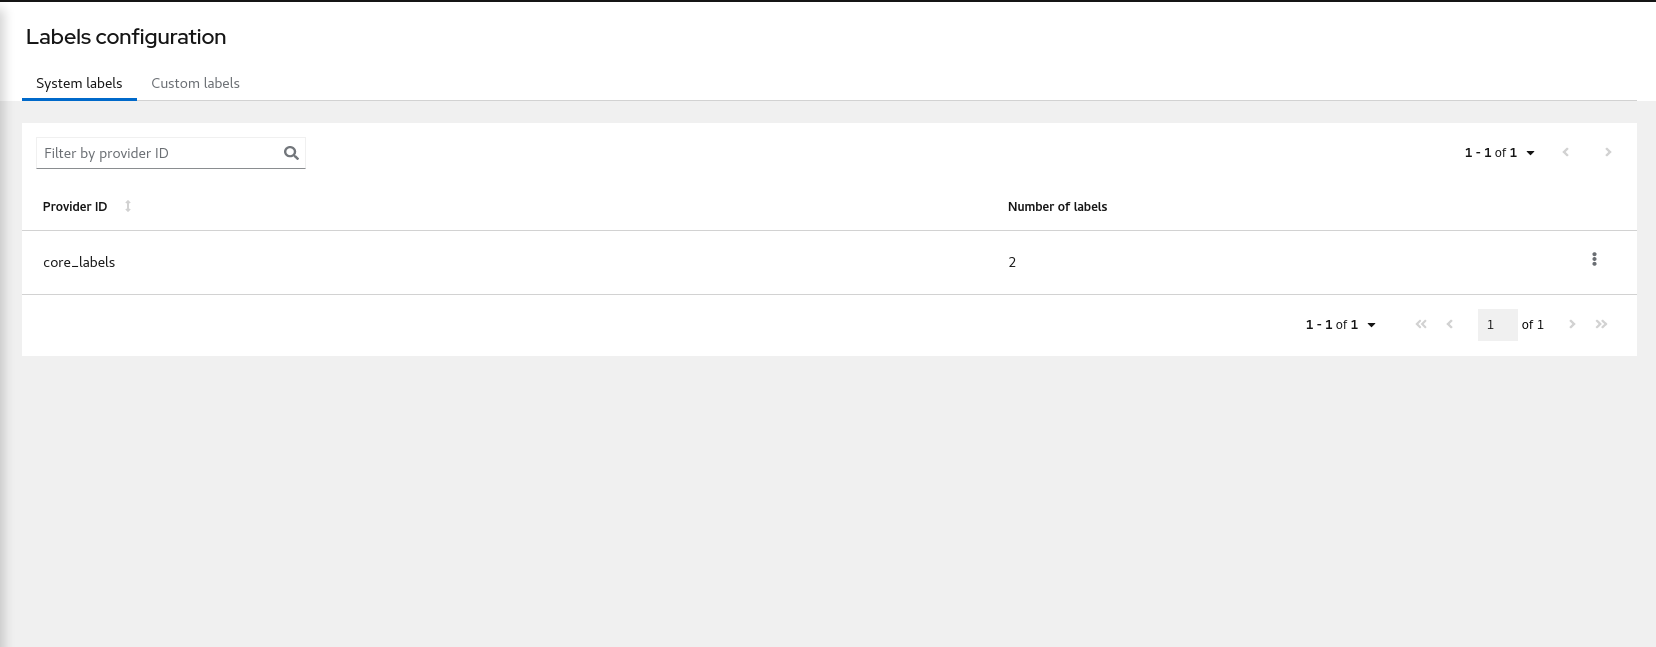 Labels configuration
System labels Custom labels
Filter by provider ID 1 - 1 of 1
Provider ID Number of labels
core_labels 2
1 - 1 of 1 1 of 1